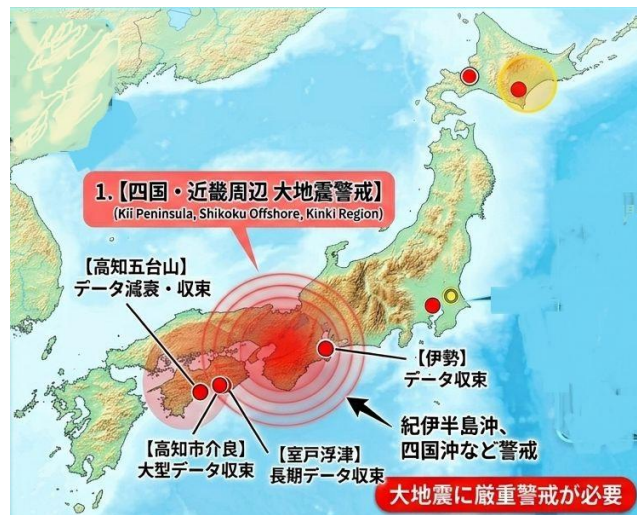 1.【四国・近畿周辺 大地震警戒】
(Kii Peninsula, Shikoku Offshore, Kinki Region)
【高知五台山】
データ減衰・収束
【伊勢】
データ収束
【高知市介良】
大型データ収束
【室戸浮津】
長期データ収束
紀伊半島沖、
四国沖など警戒
大地震に厳重警戒が必要